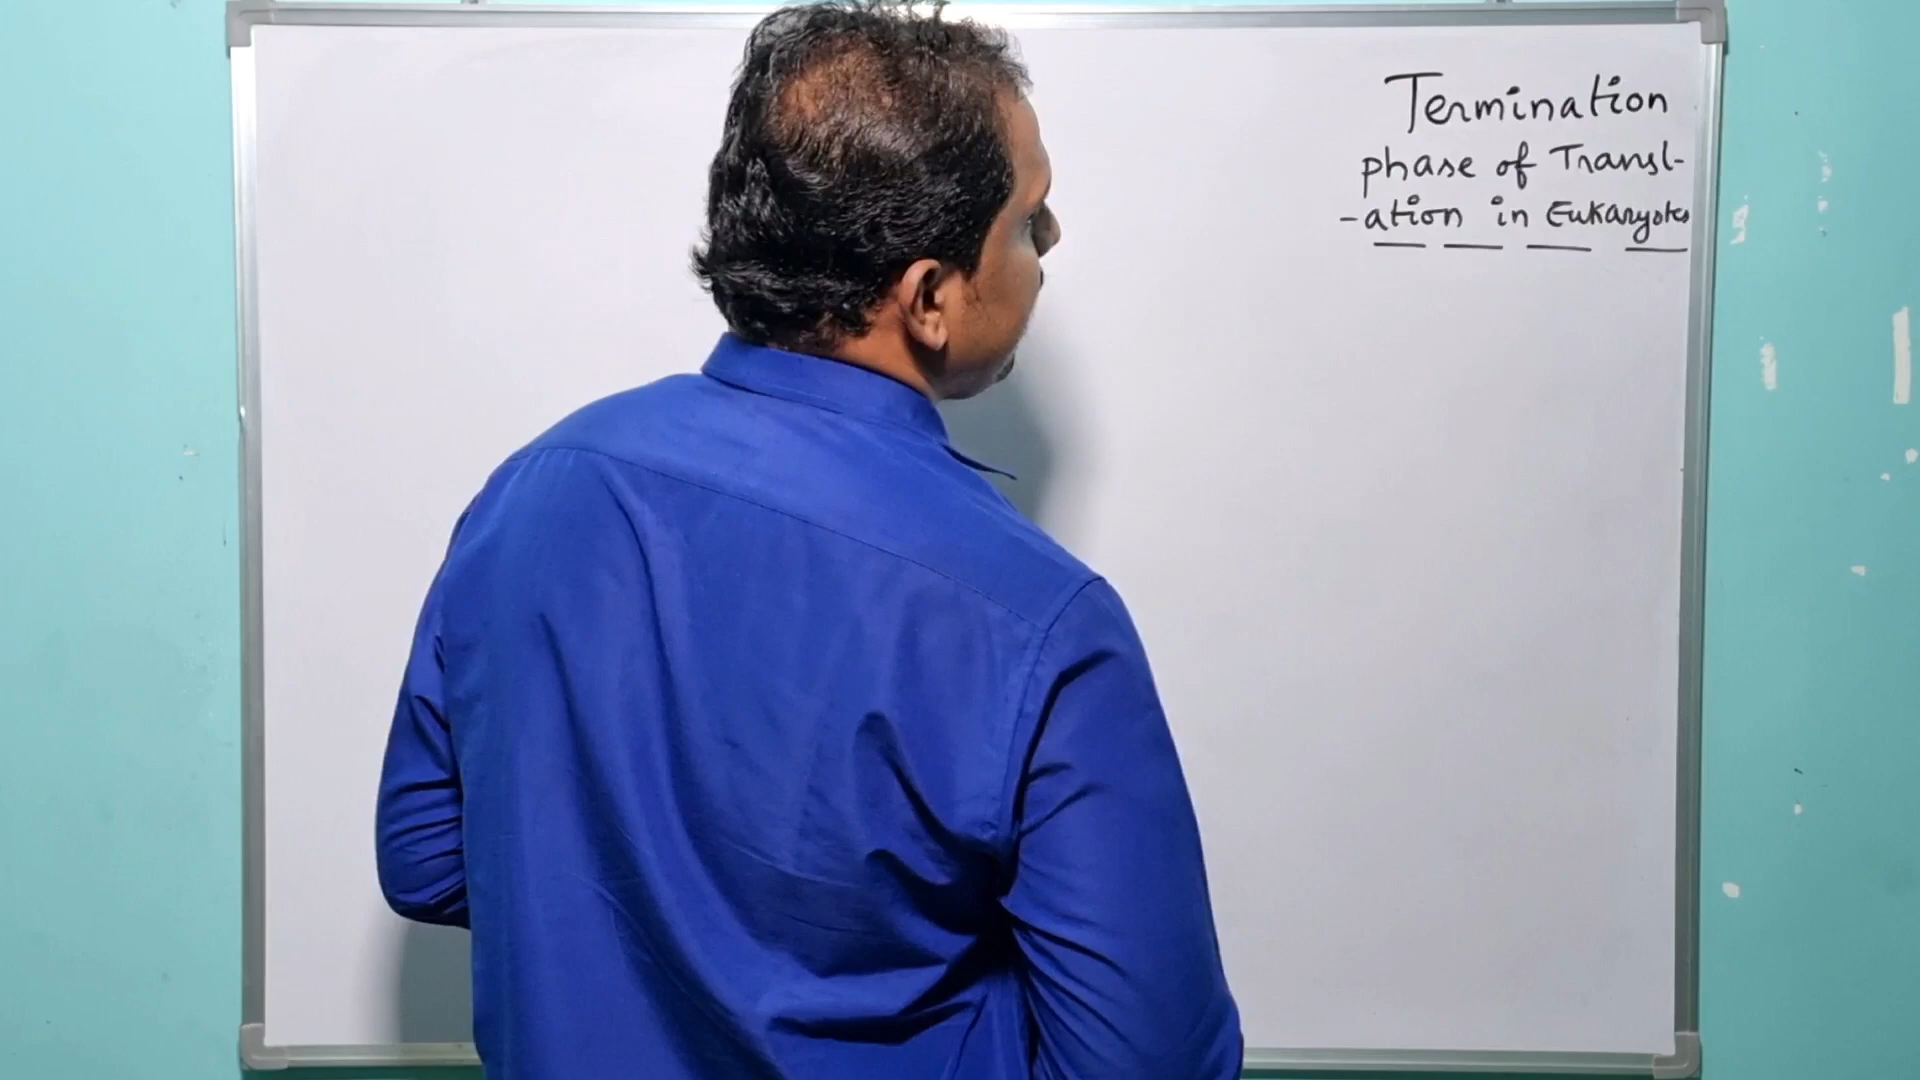 Termination
phase of Transl-
-ation in Eukaryotes